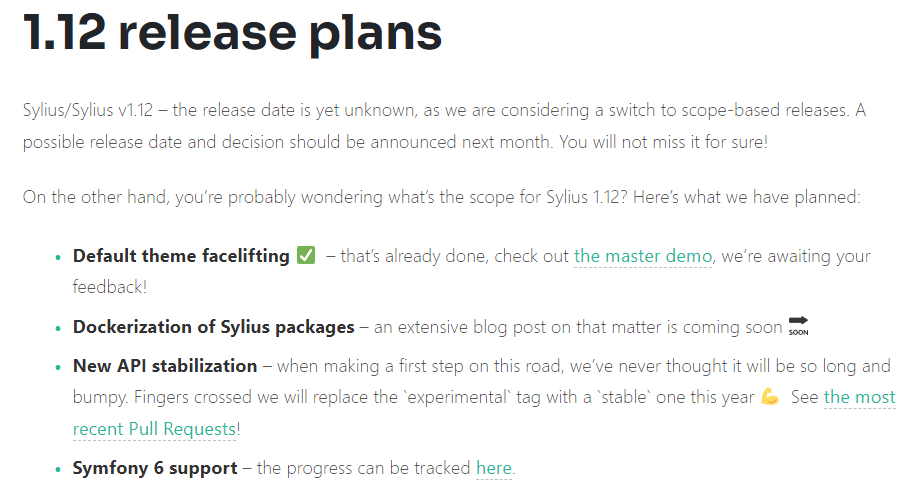 1.12 release plans
Sylius/Sylius v1.12 – the release date is yet unknown, as we are considering a switch to scope-based releases. A
possible release date and decision should be announced next month. You will not miss it for sure!
On the other hand, you’re probably wondering what’s the scope for Sylius 1.12? Here’s what we have planned:
• Default theme facelifting ✅ – that’s already done, check out the master demo, we’re awaiting your
feedback!
• Dockerization of Sylius packages – an extensive blog post on that matter is coming soon 🔜
• New API stabilization – when making a first step on this road, we’ve never thought it will be so long and
bumpy. Fingers crossed we will replace the `experimental` tag with a `stable` one this year 💪 See the most
recent Pull Requests!
• Symfony 6 support – the progress can be tracked here.